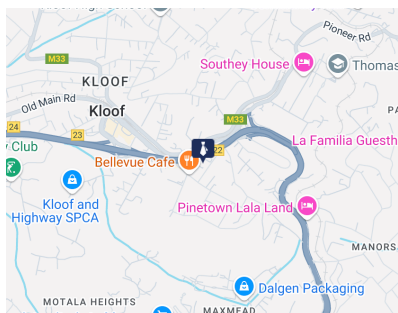 Pioneer Rd
M33
Southey House
Thomas
KLOOF
Old Main Rd
Kloof
M33
24
23
22
La Familia Guesth
y Club
Bellevue Cafe
Kloof and
Highway SPCA
Pinetown Lala Land
MANORS
Dalgen Packaging
MOTALA HEIGHTS
MAXMEAD